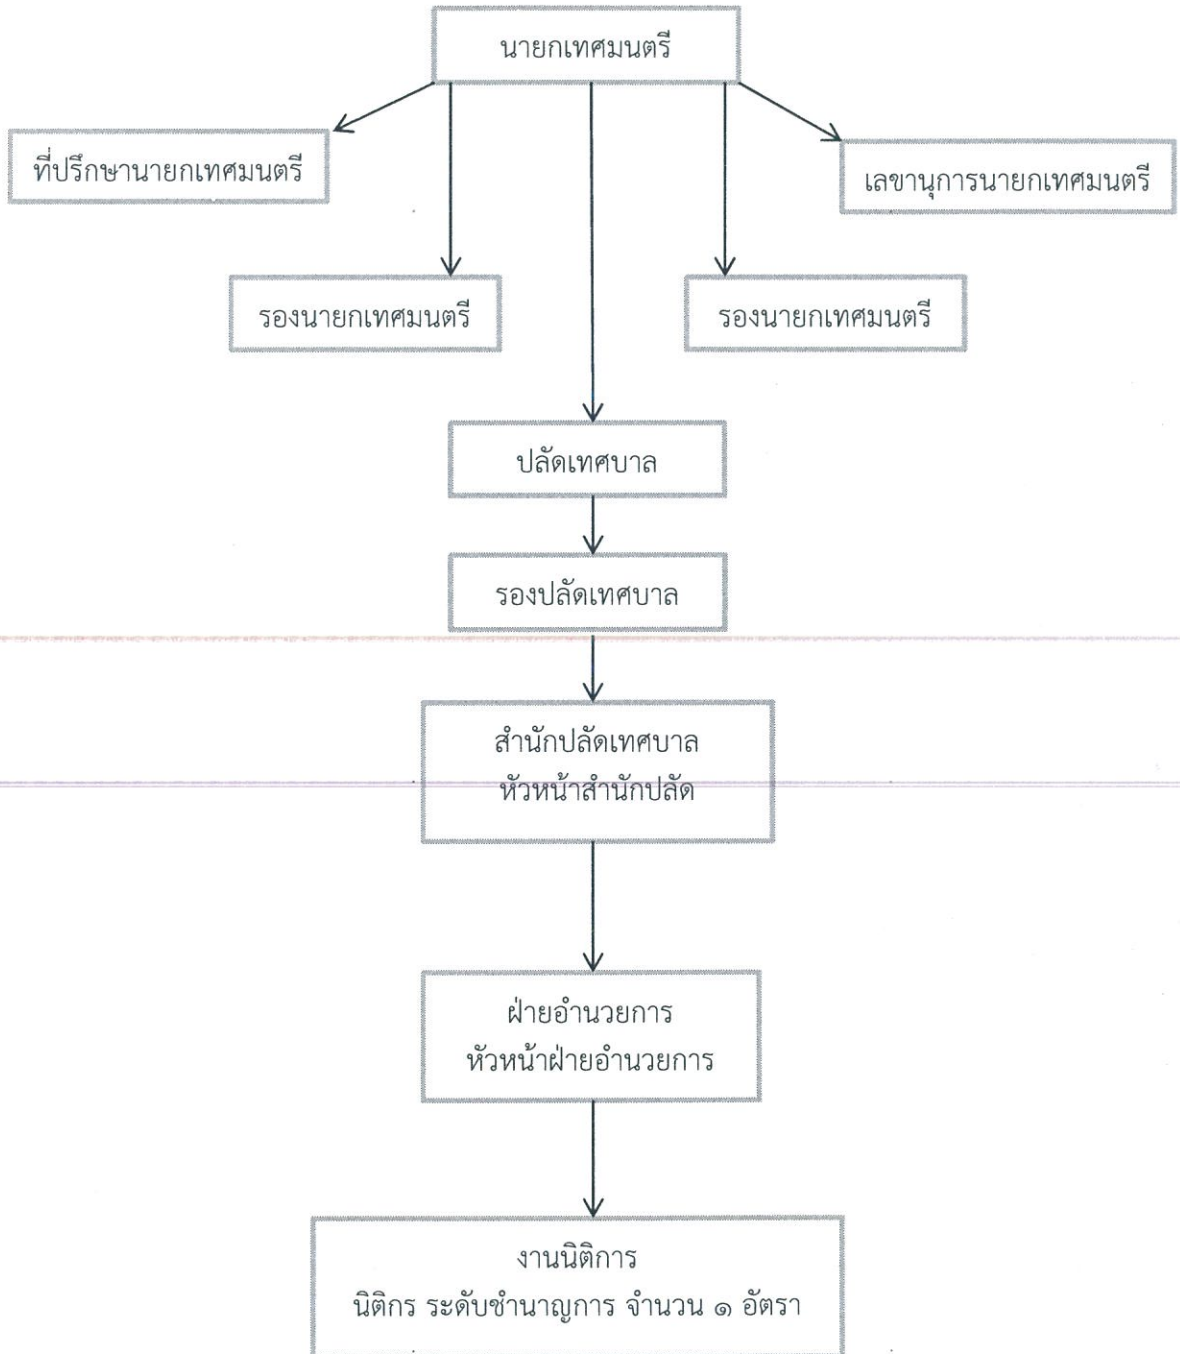 นายกเทศมนตรี
ที่ปรึกษานายกเทศมนตรี
เลขานุการนายกเทศมนตรี
รองนายกเทศมนตรี
รองนายกเทศมนตรี
ปลัดเทศบาล
รองปลัดเทศบาล
สำนักปลัดเทศบาล
หัวหน้าสำนักปลัด
ฝ่ายอำนวยการ
หัวหน้าฝ่ายอำนวยการ
งานนิติการ
นิติกร ระดับชำนาญการ จำนวน ๑ อัตรา